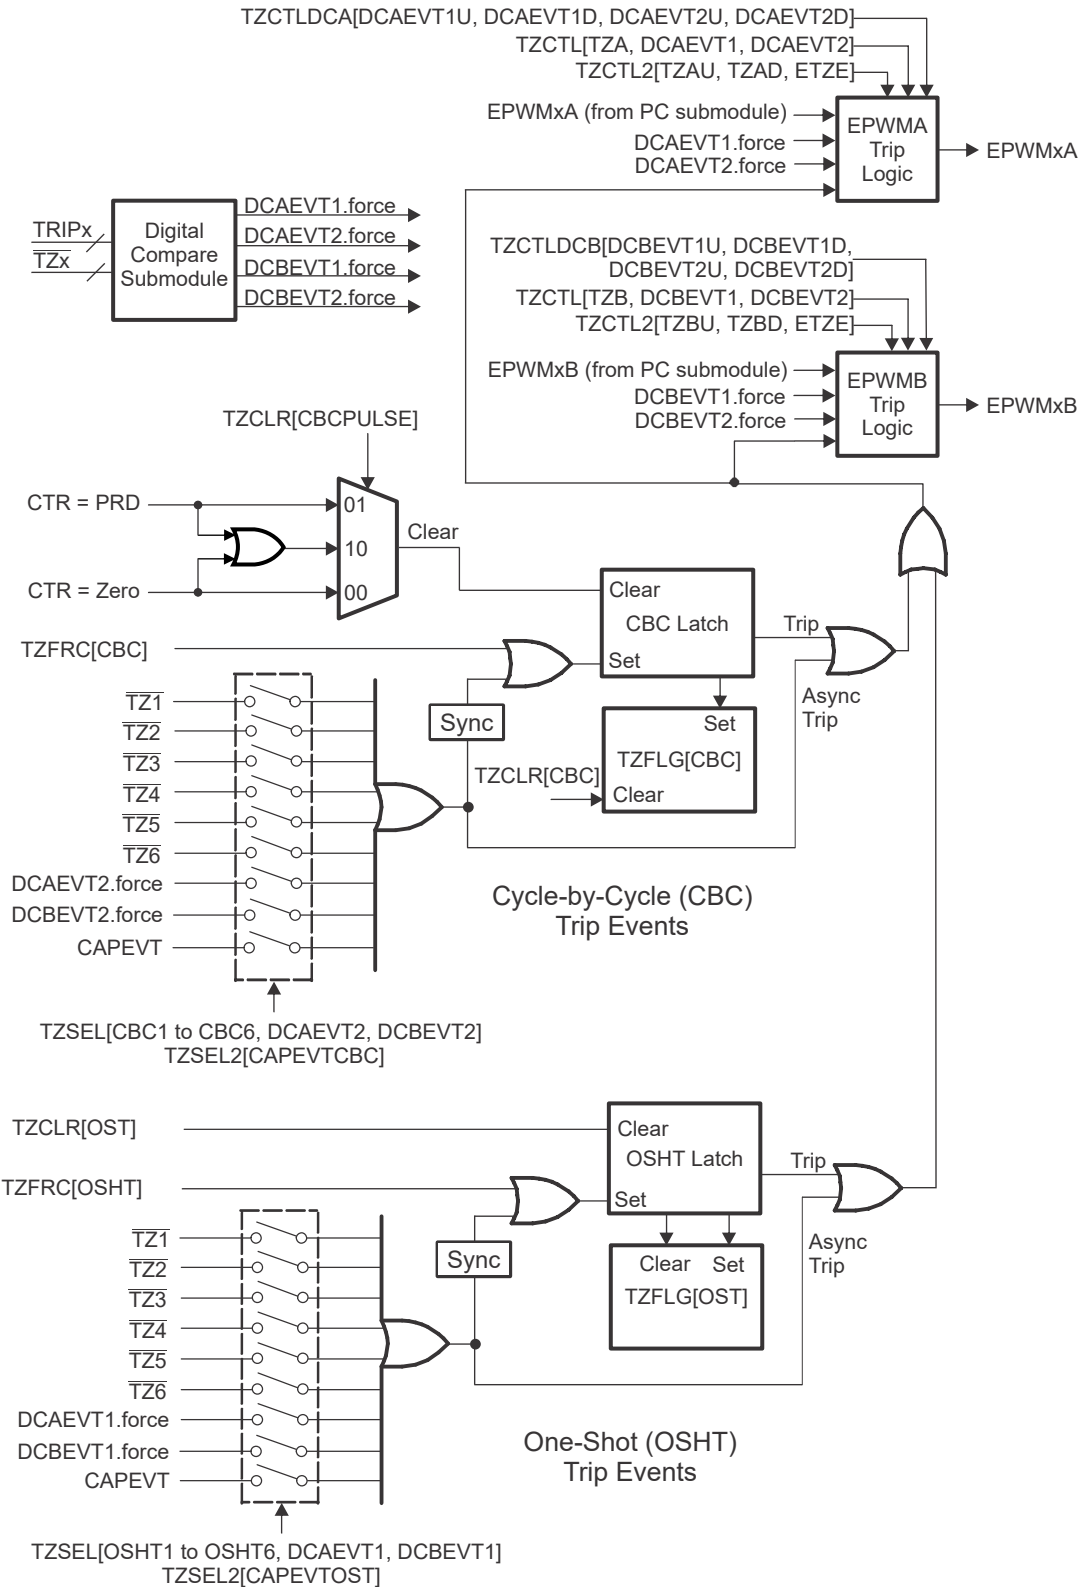 TZCTLDCA[DCAEVT1U, DCAEVT1D, DCAEVT2U, DCAEVT2D]
TZCTL[TZA, DCAEVT1, DCAEVT2]
TZCTL2[TZAU, TZAD, ETZE]
EPWMxA (from PC submodule)
DCAEVT1.force
DCAEVT2.force
EPWMA
Trip
Logic
EPWMxA
TRIPx
TZx
Digital
Compare
Submodule
DCAEVT1.force
DCAEVT2.force
DCBEVT1.force
DCBEVT2.force
TZCTLDCB[DCBEVT1U, DCBEVT1D,
DCBEVT2U, DCBEVT2D]
TZCTL[TZB, DCBEVT1, DCBEVT2]
TZCTL2[TZBU, TZBD, ETZE]
EPWMxB (from PC submodule)
DCBEVT1.force
DCBEVT2.force
EPWMB
Trip
Logic
EPWMxB
TZCLR[CBCPULSE]
CTR = PRD
CTR = Zero
01
10
00
Clear
Clear
CBC Latch
Set
Trip
TZFRC[CBC]
Sync
Async
Trip
Set
TZFLG[CBC]
Clear
TZCLR[CBC]
TZ1
TZ2
TZ3
TZ4
TZ5
TZ6
DCAEVT2.force
DCBEVT2.force
CAPEVT
Cycle-by-Cycle (CBC)
Trip Events
TZSEL[CBC1 to CBC6, DCAEVT2, DCBEVT2]
TZSEL2[CAPEVTCBC]
TZCLR[OST]
Clear
OSHT Latch
Set
Trip
TZFRC[OSHT]
Sync
Async
Trip
Clear Set
TZFLG[OST]
TZ1
TZ2
TZ3
TZ4
TZ5
TZ6
DCAEVT1.force
DCBEVT1.force
CAPEVT
One-Shot (OSHT)
Trip Events
TZSEL[OSHT1 to OSHT6, DCAEVT1, DCBEVT1]
TZSEL2[CAPEVTOST]